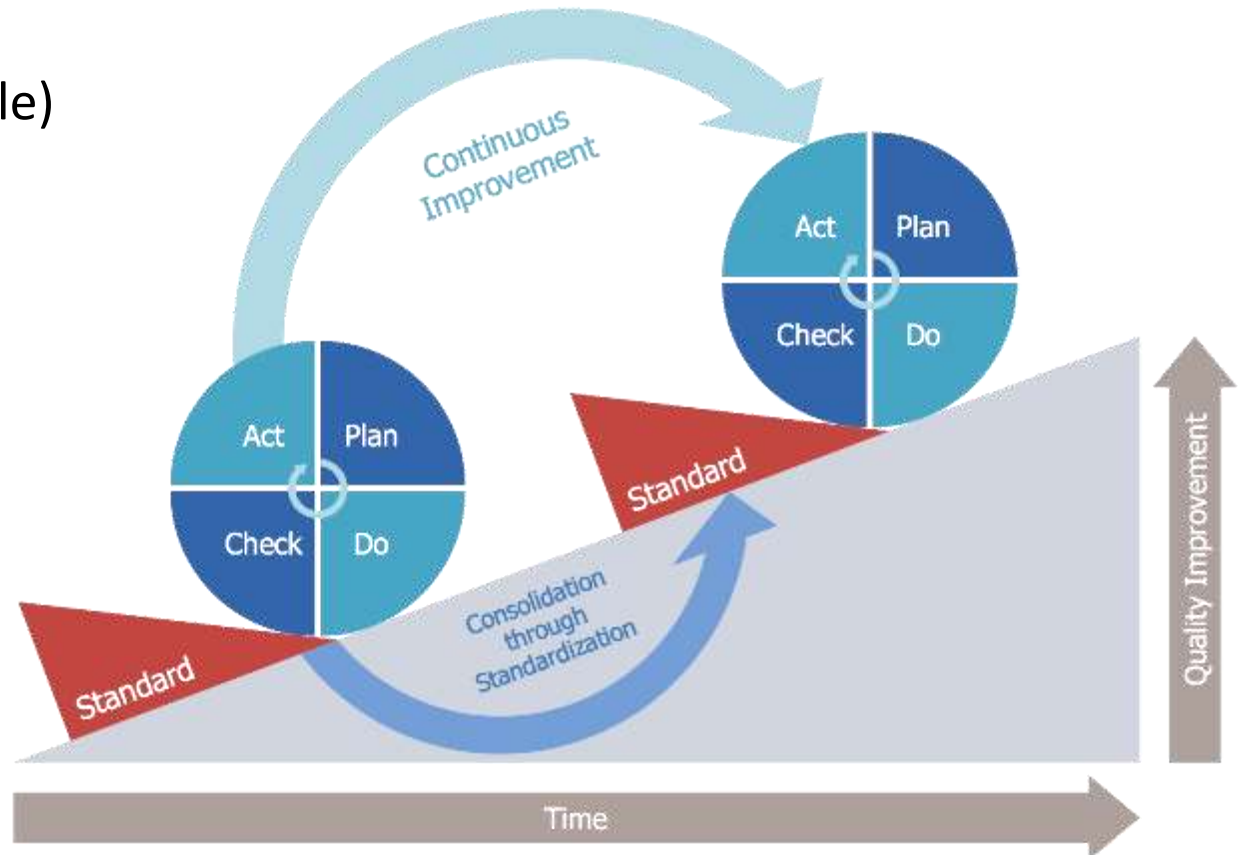 le)
Continuous
Improvement
Act
Plan
Check
Do
Act
Plan
Check
Do
Standard
Standard
Consolidation
through
Standardization
Quality Improvement
Time